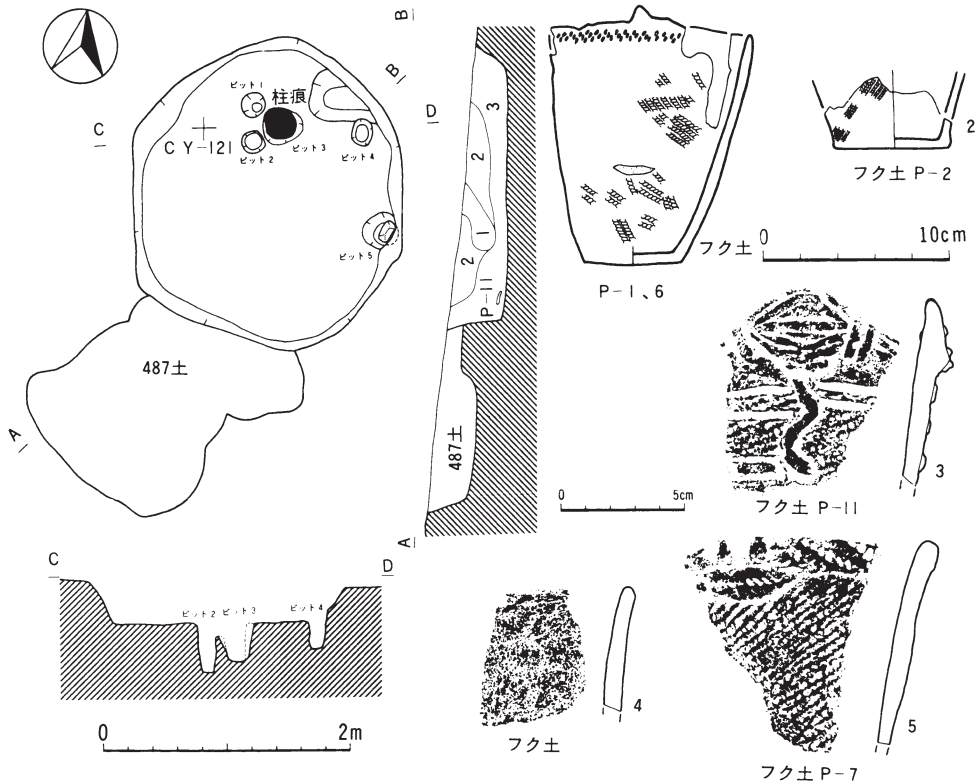 B
B
C
D
ピット1
柱痕
C Y-121
ピット2
ピット3
ピット4
ピット5
487土
A
3
2
1
2
P-11
487土
A
C
D
ピット2
ピット3
ピット4
0 2m
フク土
P-1、6
2
フク土 P-2
0 10cm
3
フク土 P-11
0 5cm
4
フク土
5
フク土 P-7